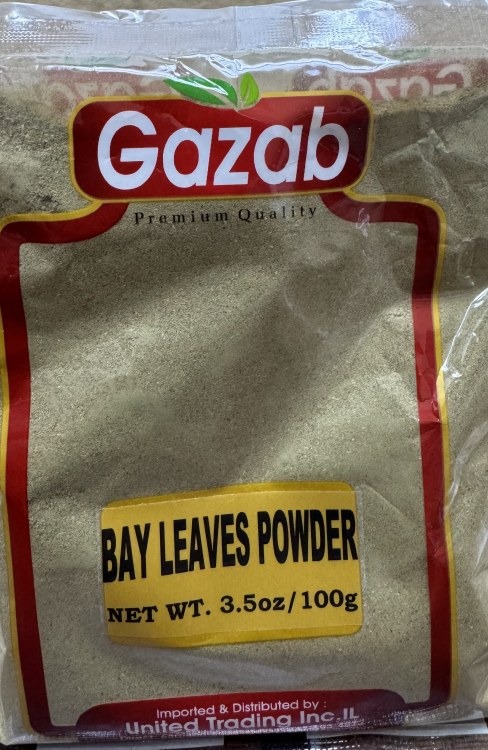 Gazab
Premium Quality
BAY LEAVES POWDER
NET WT. 3.5oz/100g
Imported & Distributed by :
United Trading Inc. IL